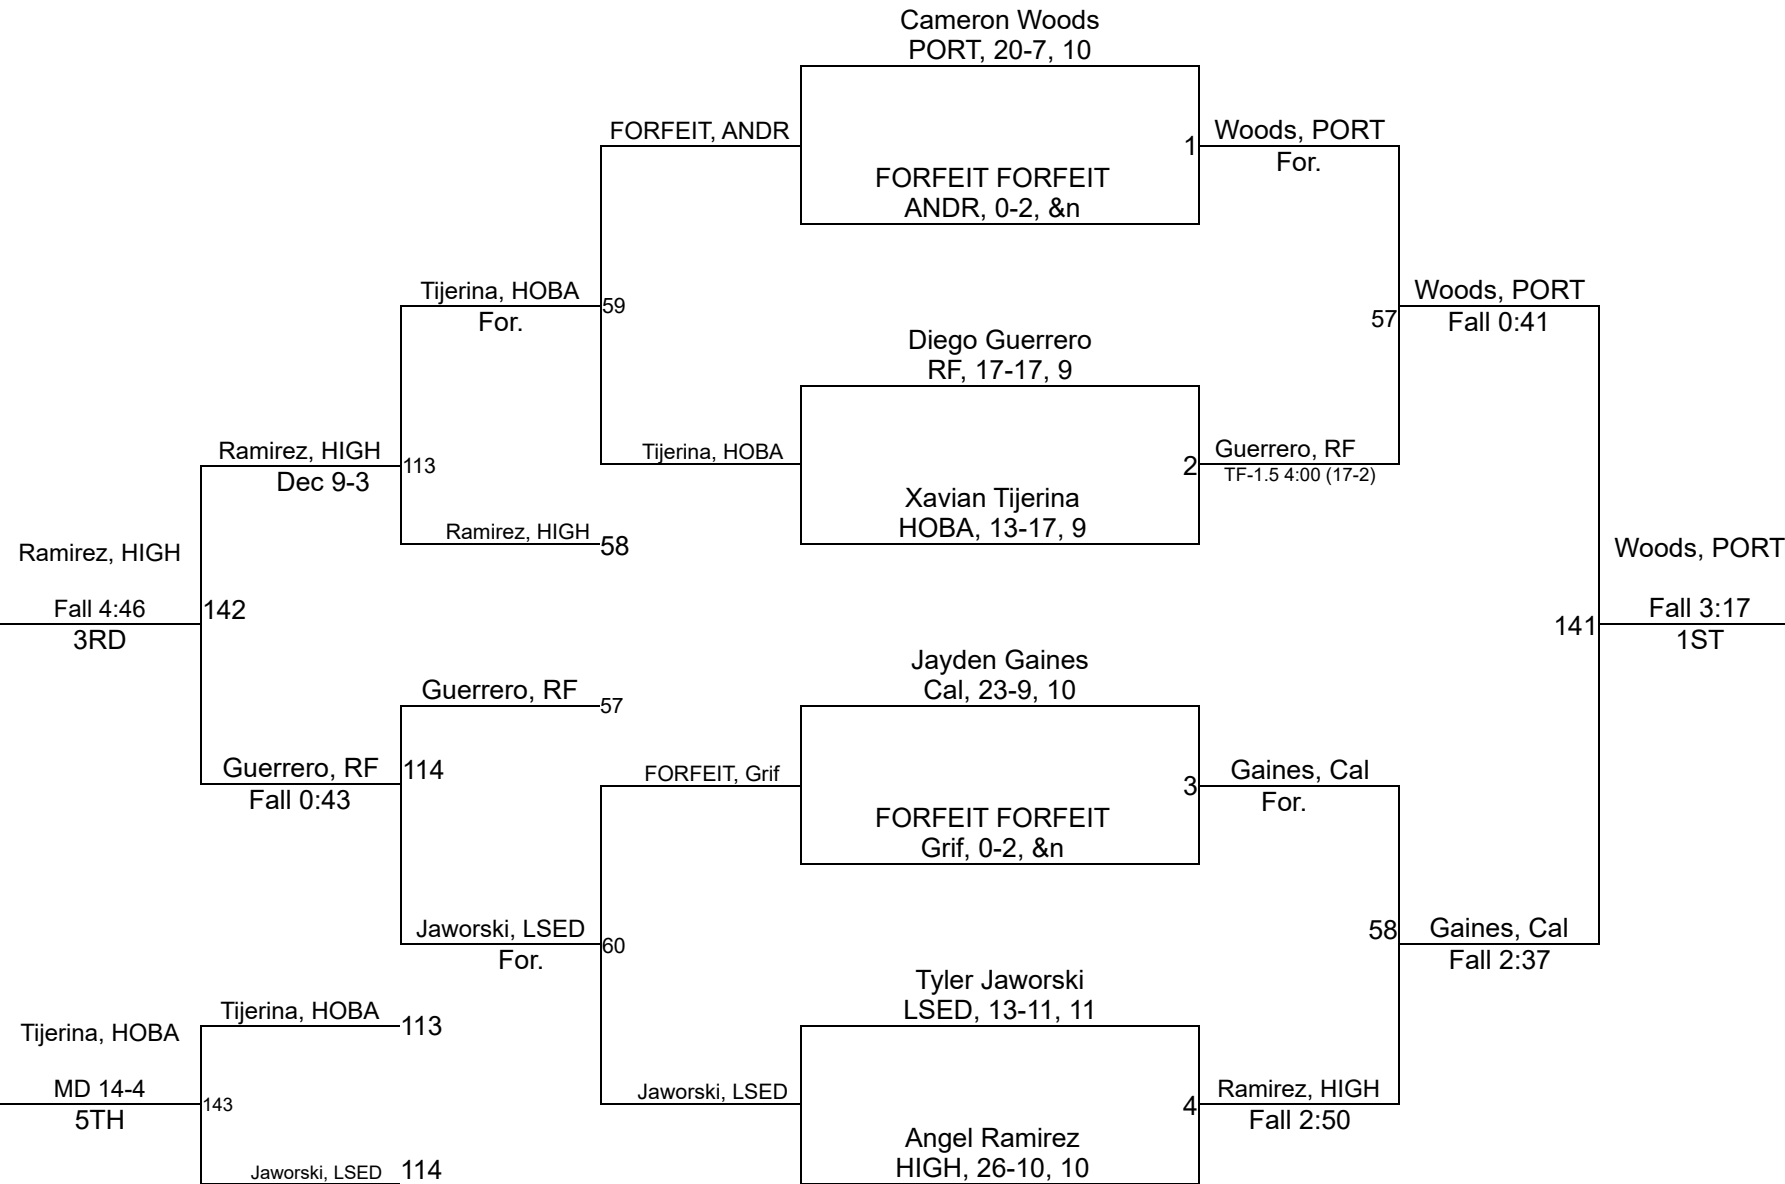 Cameron Woods
PORT, 20-7, 10
FORFEIT, ANDR
1
Woods, PORT
For.
FORFEIT FORFEIT
ANDR, 0-2, &n
Tijerina, HOBA
For.
59
Woods, PORT
57
Fall 0:41
Diego Guerrero
RF, 17-17, 9
Ramirez, HIGH
113
Dec 9-3
Tijerina, HOBA
2
Guerrero, RF
TF-1.5 4:00 (17-2)
Xavian Tijerina
HOBA, 13-17, 9
Ramirez, HIGH
58
Ramirez, HIGH
Fall 4:46
142
3RD
Woods, PORT
141
Fall 3:17
1ST
Jayden Gaines
Cal, 23-9, 10
Guerrero, RF
57
Guerrero, RF
114
Fall 0:43
FORFEIT, Grif
3
Gaines, Cal
For.
FORFEIT FORFEIT
Grif, 0-2, &n
Jaworski, LSED
For.
60
58
Gaines, Cal
Fall 2:37
Tyler Jaworski
LSED, 13-11, 11
Tijerina, HOBA
113
Tijerina, HOBA
MD 14-4
143
5TH
Jaworski, LSED
4
Ramirez, HIGH
Fall 2:50
Angel Ramirez
HIGH, 26-10, 10
Jaworski, LSED
114